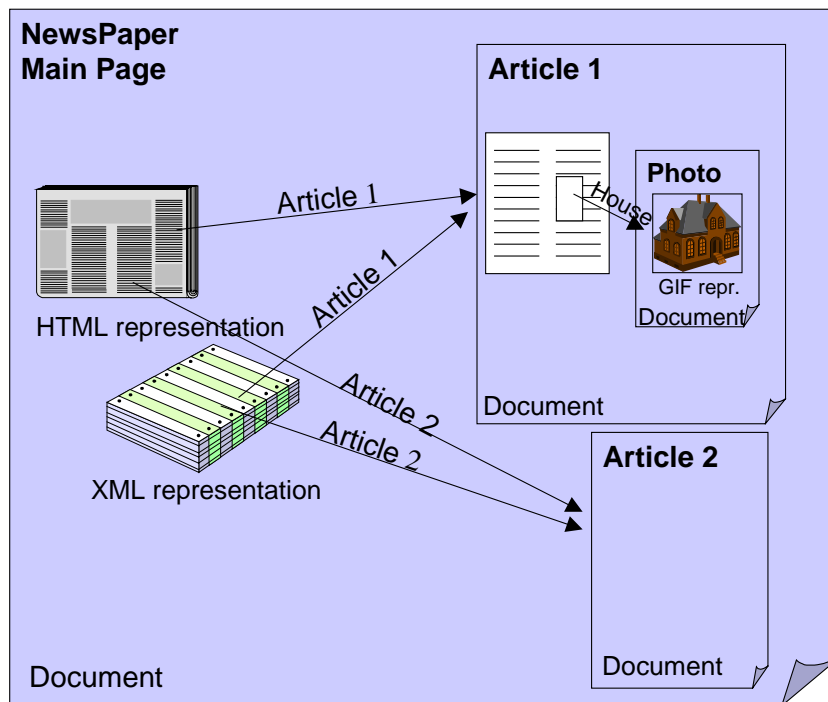 NewsPaper
Main Page
Article 1
Photo
House
GIF repr.
Document
Article 1
Article 1
HTML representation
Article 2
Article 2
Document
XML representation
Article 2
Document
Document